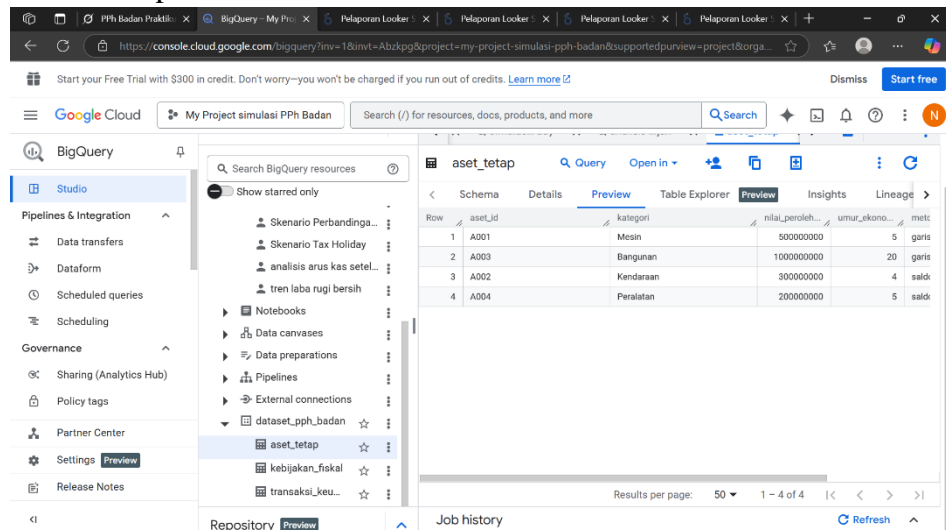 PPh Badan Praktik
BigQuery – My Proj
Pelaporan Looker S
Pelaporan Looker S
Pelaporan Looker S
Pelaporan Looker S
https://console.cloud.google.com/bigquery?inv=1&invt=Abzkpg&project=my-project-simulasi-pph-badan&supportedpurview=project&orga...
Start your Free Trial with $300 in credit. Don't worry—you won't be charged if you run out of credits. Learn more
Dismiss
Start free
Google Cloud
My Project simulasi PPh Badan
Search (/) for resources, docs, products, and more
Search
N
BigQuery
Studio
Pipelines & Integration
Data transfers
Dataform
Scheduled queries
Scheduling
Governance
Sharing (Analytics Hub)
Policy tags
Partner Center
Settings Preview
Release Notes
Search BigQuery resources
Show starred only
Skenario Perbandinga...
Skenario Tax Holiday
analisis arus kas setel...
tren laba rugi bersih
Notebooks
Data canvases
Data preparations
Pipelines
External connections
dataset_pph_badan
aset_tetap
kebijakan_fiskal
transaksi_keu...
Repository Preview
aset_tetap
Query Open in
Schema Details Preview Table Explorer Preview Insights Lineage
Row aset_id kategori nilai_peroleh... umur_ekono... meto
1 A001 Mesin 500000000 5 garis
2 A003 Bangunan 1000000000 20 garis
3 A002 Kendaraan 300000000 4 saldo
4 A004 Peralatan 200000000 5 saldo
Results per page: 50 1 – 4 of 4
Job history
Refresh